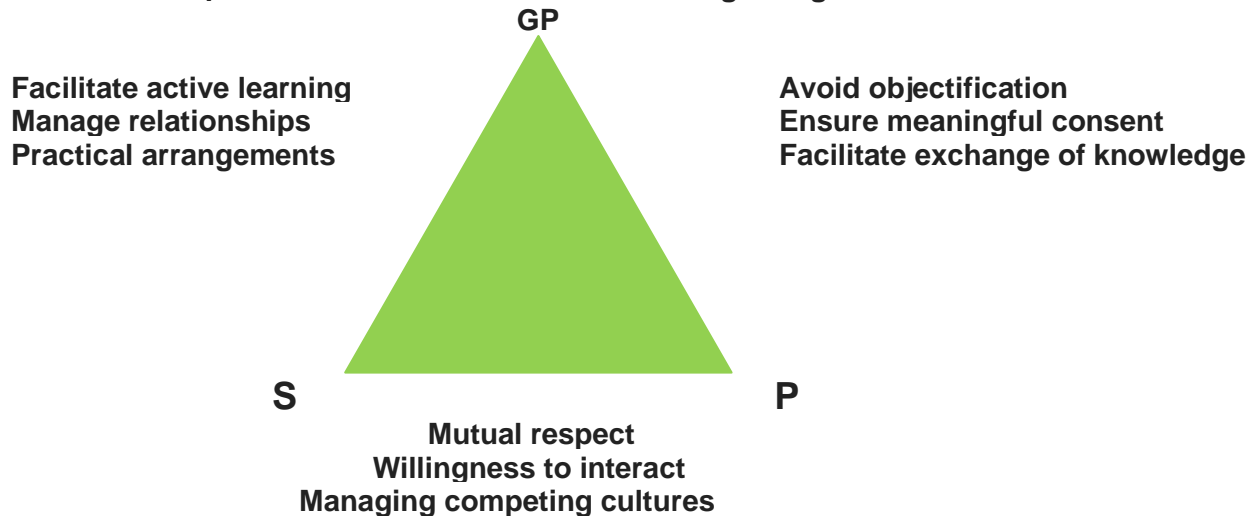 GP
Facilitate active learning
Manage relationships
Practical arrangements
Avoid objectification
Ensure meaningful consent
Facilitate exchange of knowledge
S
P
Mutual respect
Willingness to interact
Managing competing cultures